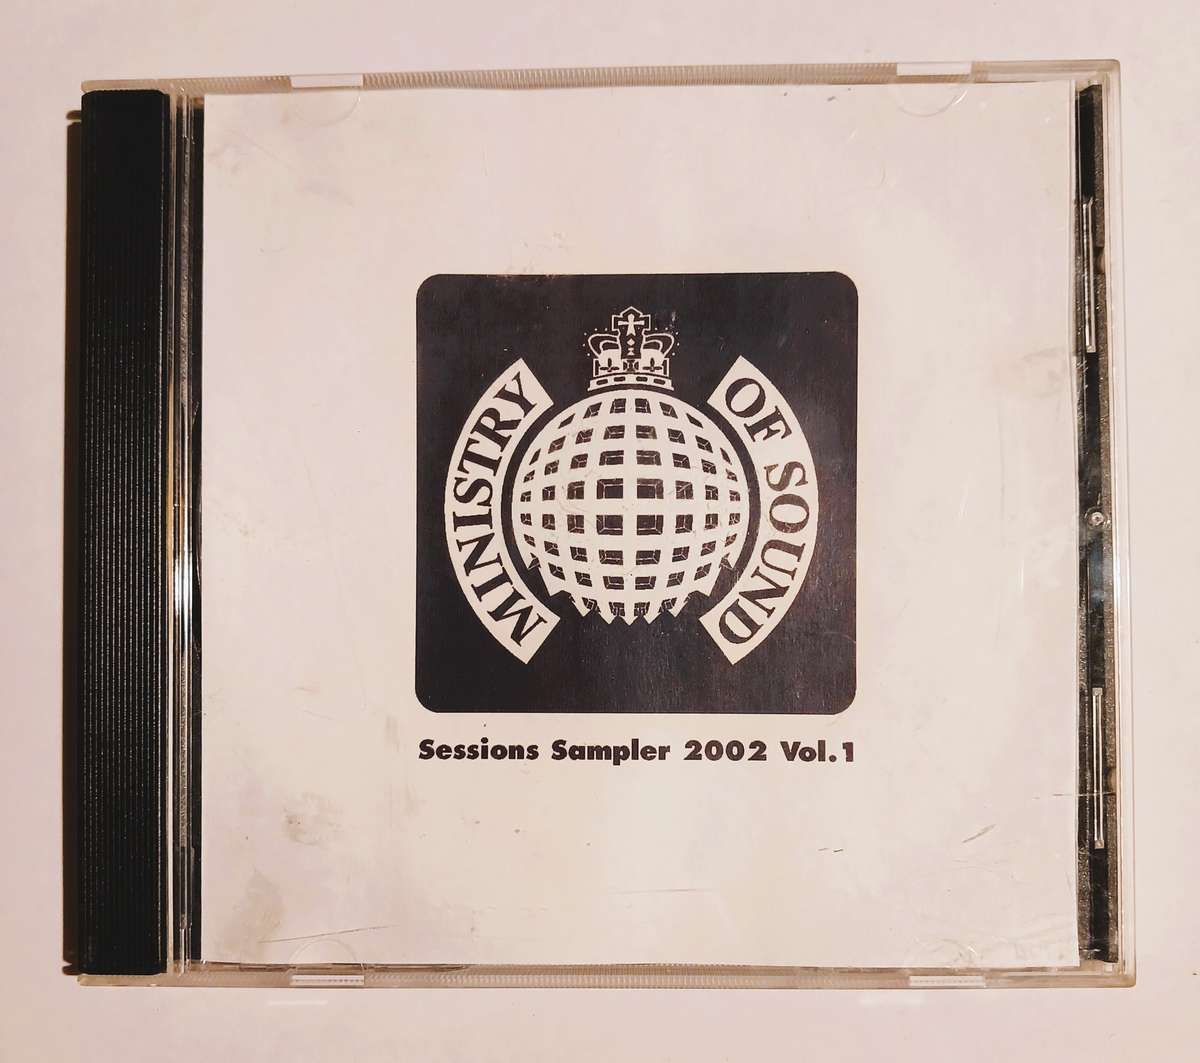 MINISTRY
OF SOUND
Sessions Sampler 2002 Vol.1